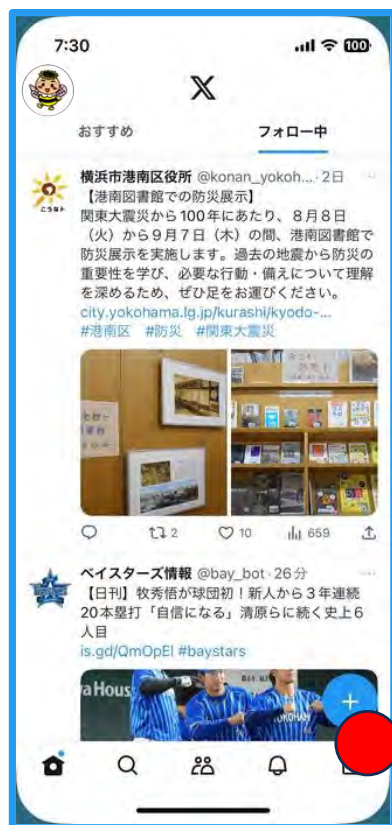 7:30
100
おすすめ
フォロー中
横浜市港南区役所 @konan_yokoh... · 2日
【港南図書館での防災展示】
関東大震災から100年にあたり、８月８日
（火）から９月７日（木）の間、港南図書館で
防災展示を実施します。過去の地震から防災の
重要性を学び、必要な行動・備えについて理解
を深めるため、ぜひ足をお運びください。
city.yokohama.lg.jp/kurashi/kyodo-...
#港南区 #防災 #関東大震災
2
10
659
ベイスターズ情報 @bay_bot · 26分
【日刊】牧秀悟が球団初！新人から３年連続
20本塁打「自信になる」清原らに続く史上６
人目
is.gd/QmOpEl #baystars